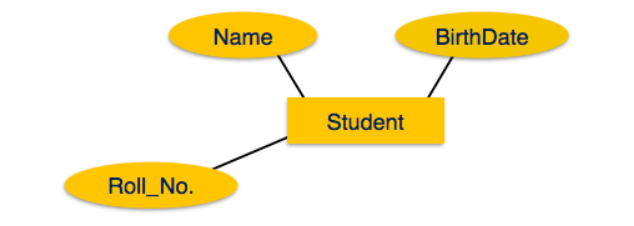 Name
BirthDate
Student
Roll_No.